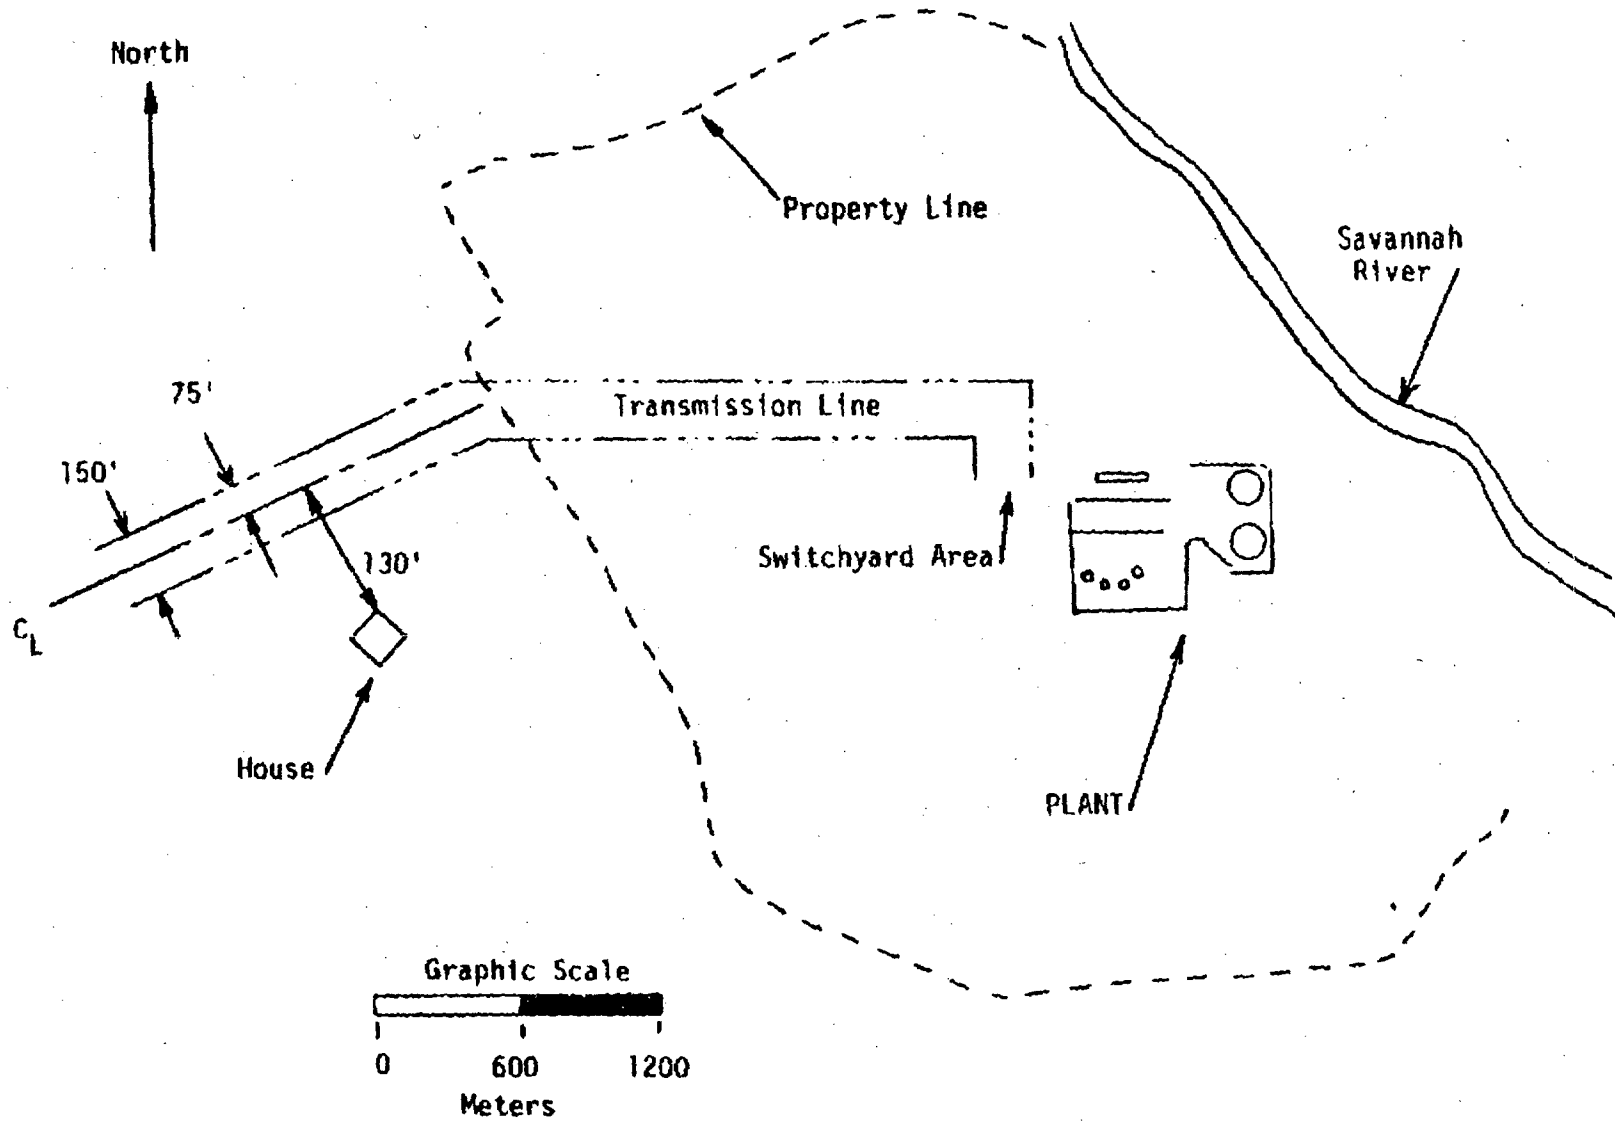 North
Property Line
Savannah
River
75'
Transmission Line
150'
130'
Switchyard Area
CL
House
PLANT
Graphic Scale
0 600 1200
Meters